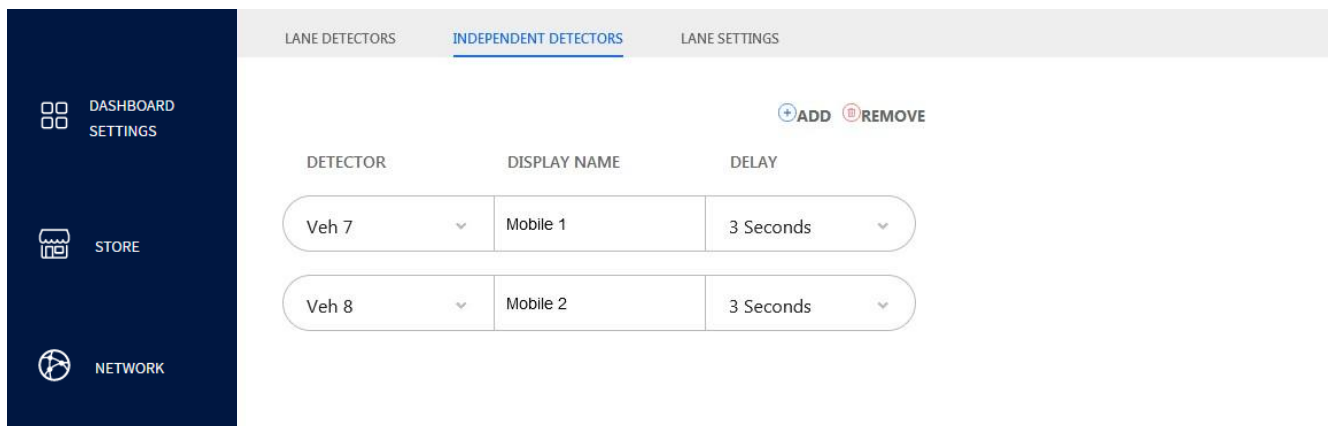 LANE DETECTORS INDEPENDENT DETECTORS LANE SETTINGS
DASHBOARD
SETTINGS
STORE
NETWORK
ADD REMOVE
DETECTOR DISPLAY NAME DELAY
Veh 7 Mobile 1 3 Seconds
Veh 8 Mobile 2 3 Seconds